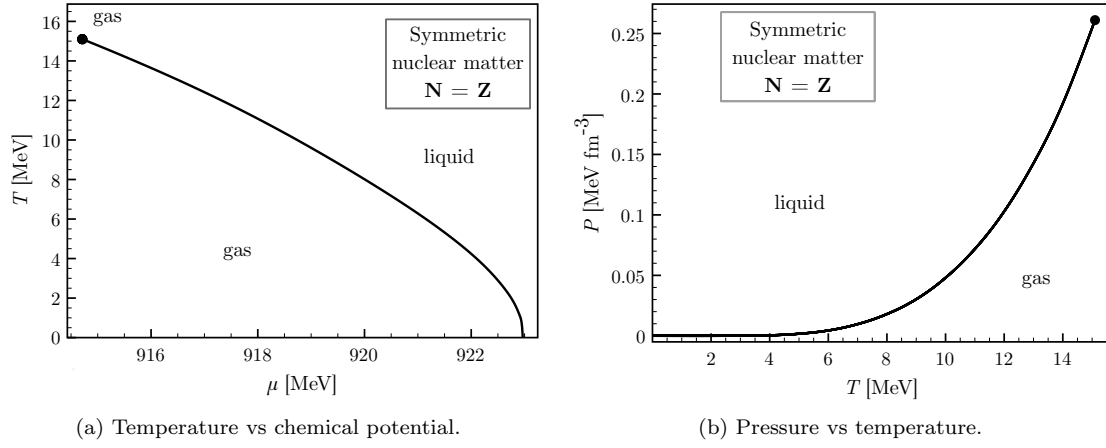 gas
Symmetric
nuclear matter
N = Z
liquid
gas
T [MeV]
16
14
12
10
8
6
4
2
0
916
918
920
922
μ [MeV]
(a) Temperature vs chemical potential.
Symmetric
nuclear matter
N = Z
liquid
gas
P [MeV fm⁻³]
0.25
0.2
0.15
0.1
0.05
0
2
4
6
8
10
12
14
T [MeV]
(b) Pressure vs temperature.